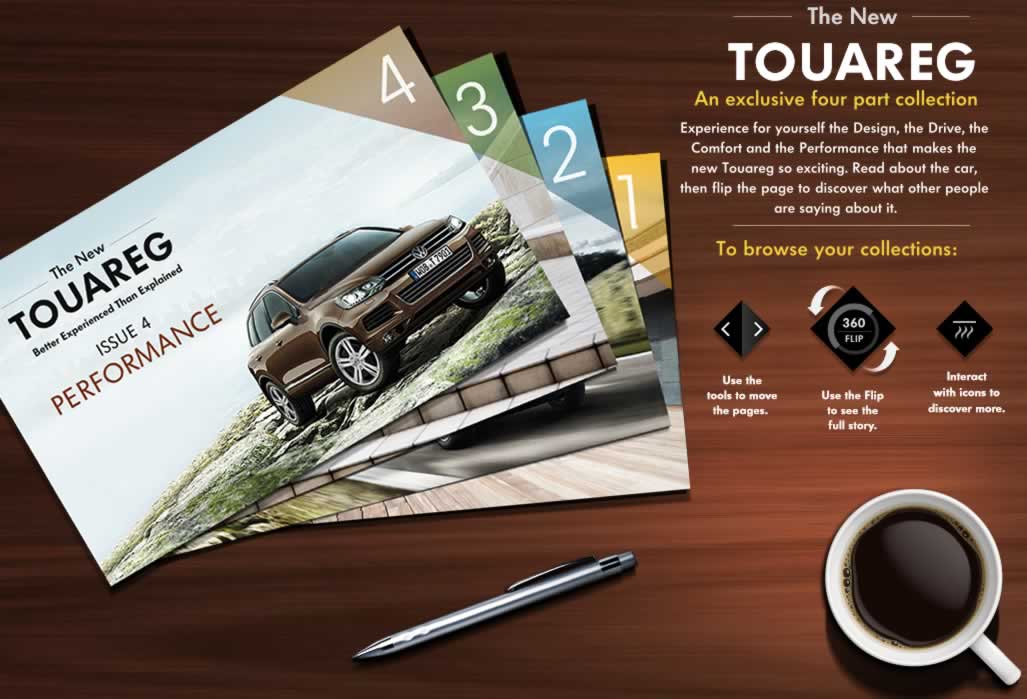 4
3
2
1
The New
TOUAREG
Better Experienced Than Explained
ISSUE 4
PERFORMANCE
The New
TOUAREG
An exclusive four part collection
Experience for yourself the Design, the Drive, the
Comfort and the Performance that makes the
new Touareg so exciting. Read about the car,
then flip the page to discover what other people
are saying about it.
To browse your collections:
360
FLIP
Use the
tools to move
the pages.
Use the Flip
to see the
full story.
Interact
with icons to
discover more.